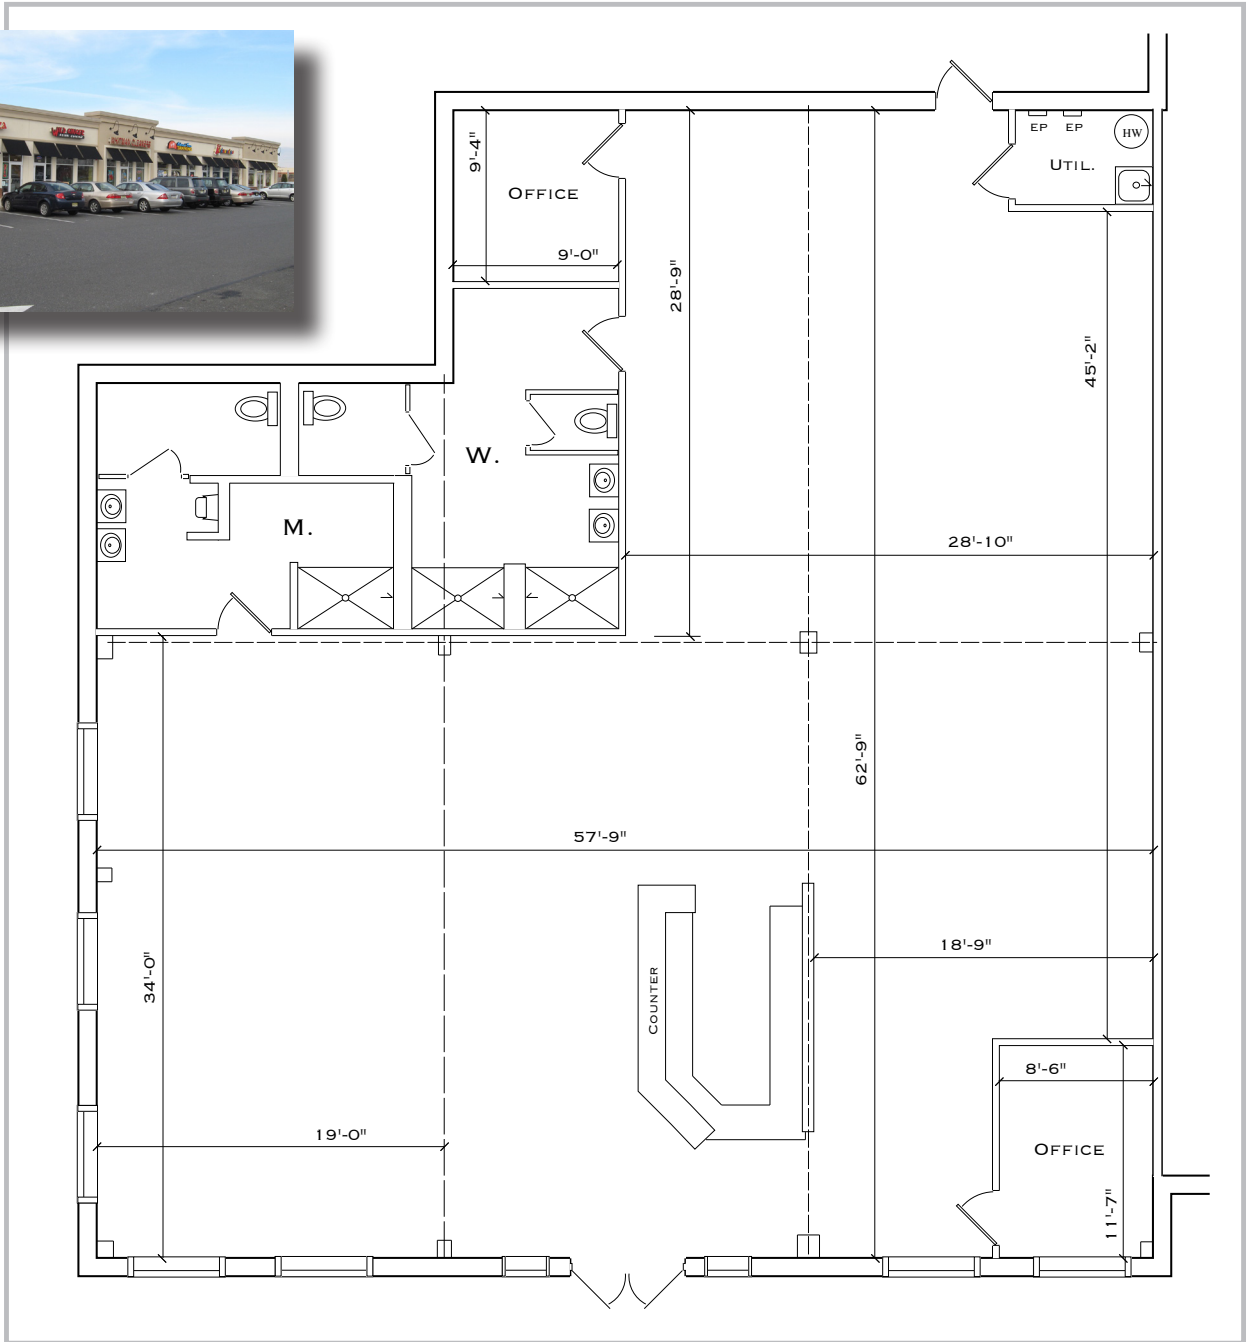 9'-4"
OFFICE
9'-0"
28'-9"
EP
EP
HW
UTIL.
45'-2"
W.
M.
28'-10"
62'-9"
57'-9"
34'-0"
COUNTER
18'-9"
8'-6"
19'-0"
OFFICE
11'-7"